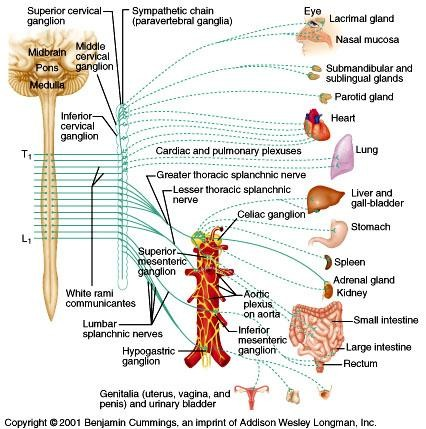 Superior cervical
ganglion
Sympathetic chain
(paravertebral ganglia)
Eye
Lacrimal gland
Nasal mucosa
Midbrain
Pons
Medulla
Middle
cervical
ganglion
Submandibular and
sublingual glands
Parotid gland
Inferior
cervical
ganglion
Heart
T1
Cardiac and pulmonary plexuses
Lung
Greater thoracic splanchnic nerve
Lesser thoracic splanchnic
nerve
Liver and
gall-bladder
Celiac ganglion
Stomach
L1
Superior
mesenteric
ganglion
Spleen
Adrenal gland
Kidney
White rami
communicantes
Aortic
plexus
on aorta
Small intestine
Lumbar
splanchnic nerves
Inferior
mesenteric
ganglion
Hypogastric
ganglion
Large intestine
Rectum
Genitalia (uterus, vagina, and
penis) and urinary bladder
Copyright © 2001 Benjamin Cummings, an imprint of Addison Wesley Longman, Inc.